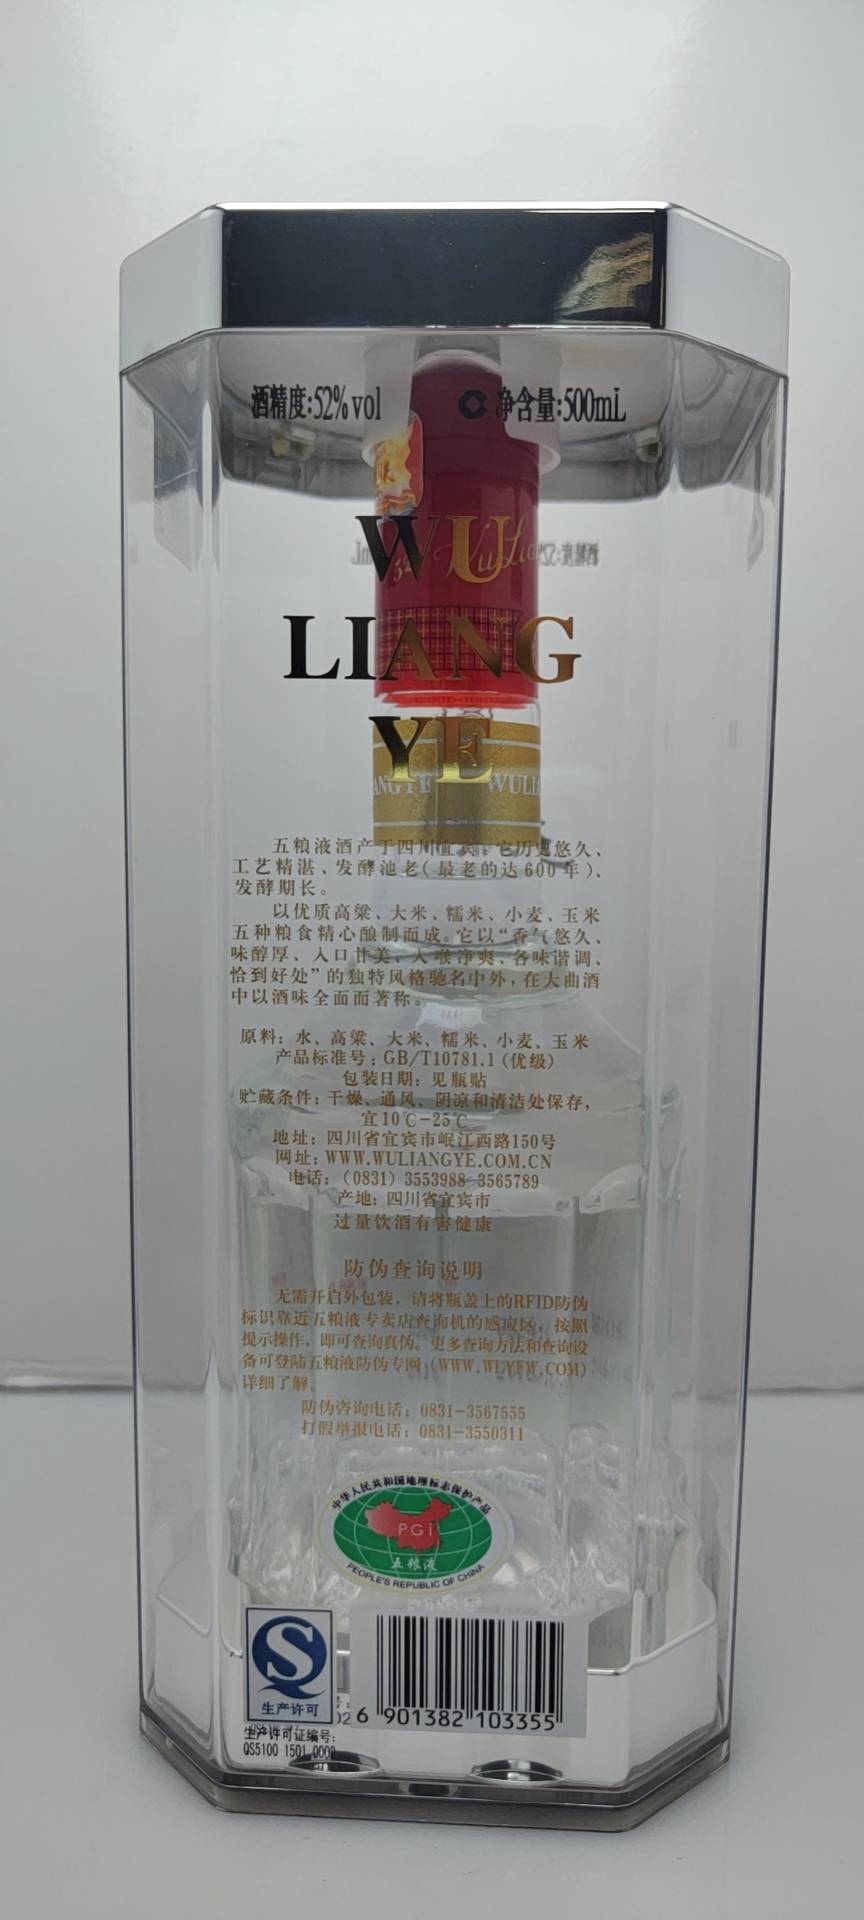 酒精度:52%vol 净含量:500mL
WU
LIANG
YE
ANGYE WULIA
五粮液酒产于四川宜宾。它历史悠久、
工艺精湛、发酵池老(最老的达600年)、
发酵期长。
以优质高粱、大米、糯米、小麦、玉米
五种粮食精心酿制而成。它以“香气悠久、
味醇厚、入口甘美、入喉净爽、各味谐调、
恰到好处”的独特风格驰名中外,在大曲酒
中以酒味全面而著称。
原料: 水、高粱、大米、糯米、小麦、玉米
产品标准号: GB/T10781.1 (优级)
包装日期: 见瓶贴
贮藏条件: 干燥、通风、阴凉和清洁处保存,
宜10℃-25℃
地址: 四川省宜宾市岷江西路150号
网址: WWW.WULIANGYE.COM.CN
电话: (0831) 3553988 3565789
产地: 四川省宜宾市
过量饮酒有害健康
防伪查询说明
无需开启外包装, 请将瓶盖上的RFID防伪
标识靠近五粮液专卖店查询机的感应区, 按照
提示操作, 即可查询真伪。更多查询方法和查询设
备可登陆五粮液防伪专网 (WWW.WLYFW.COM)
详细了解。
防伪咨询电话: 0831-3567555
打假举报电话: 0831-3550311
中华人民共和国地理标志保护产品
PGI
五粮液
PEOPLE'S REPUBLIC OF CHINA
生产许可
6 901382 103355
生产许可证编号:
QS5100 1501 0000